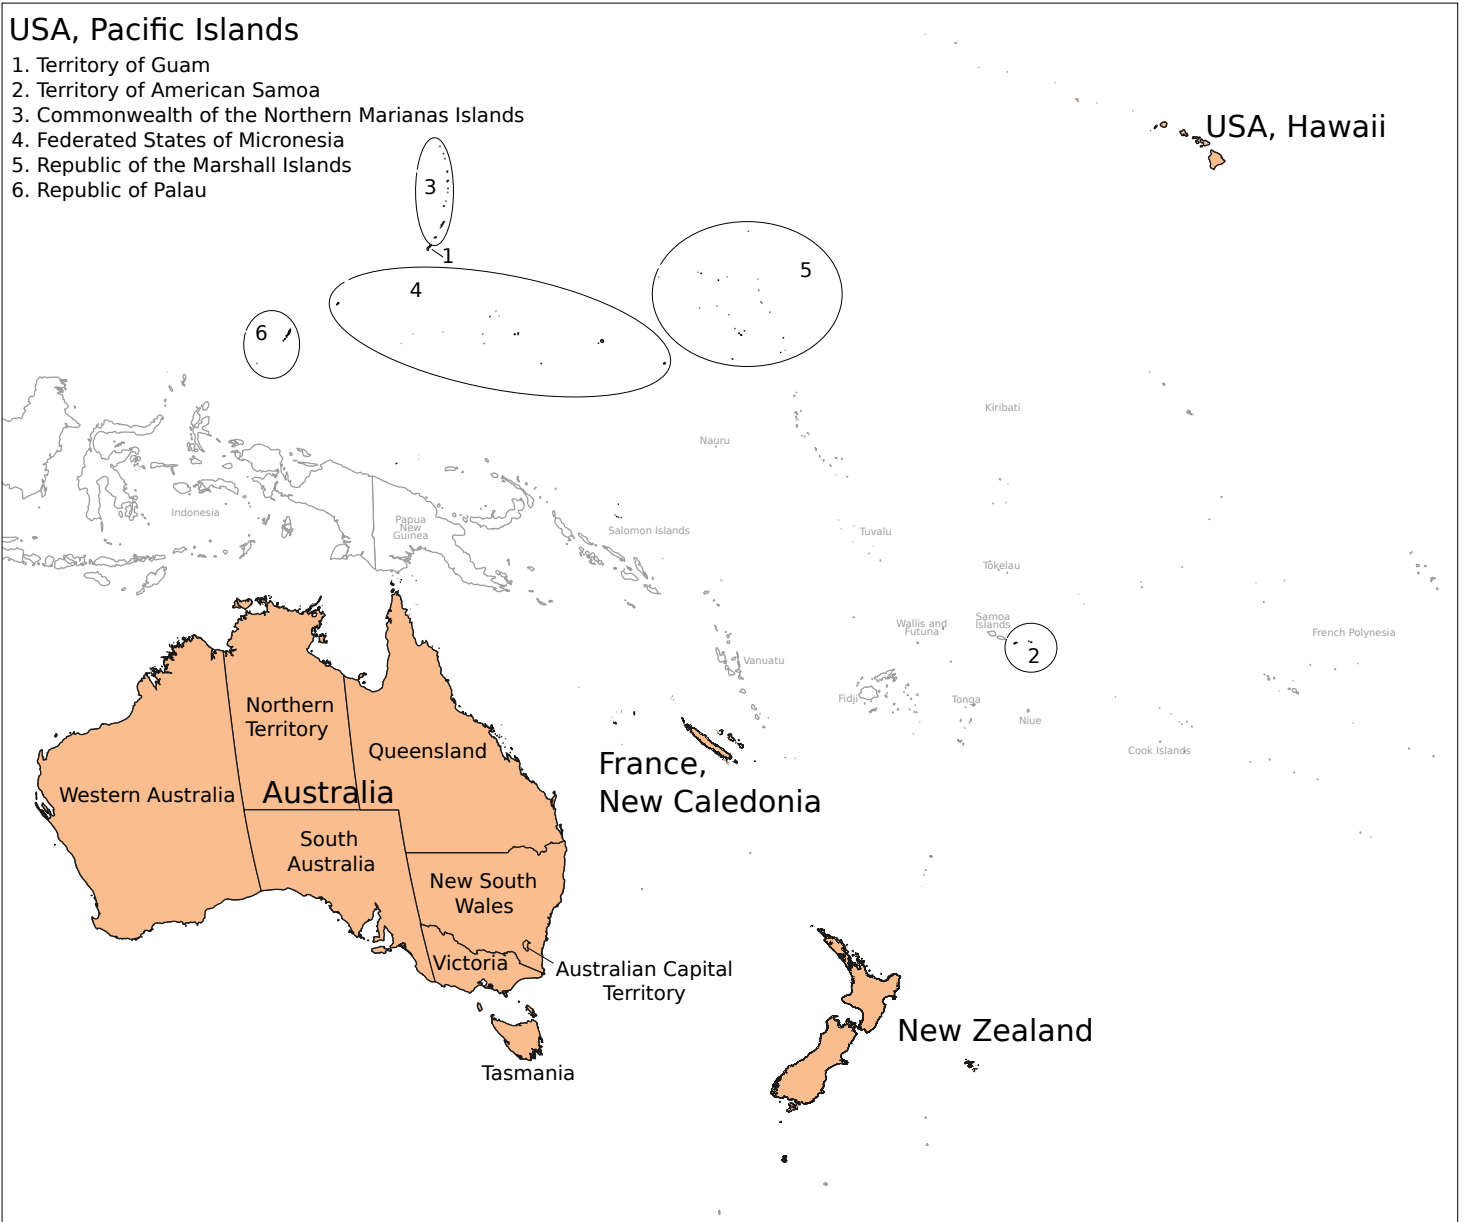 USA, Pacific Islands
1. Territory of Guam
2. Territory of American Samoa
3. Commonwealth of the Northern Marianas Islands
4. Federated States of Micronesia
5. Republic of the Marshall Islands
6. Republic of Palau
USA, Hawaii
3
1
4
5
6
Kiribati
Nauru
Indonesia
Papua
New
Guinea
Salomon Islands
Tuvalu
Tokelau
Samoa
Islands
Wallis and
Futuna
2
French Polynesia
Vanuatu
Fidji
Tonga
Niue
Cook Islands
Northern
Territory
Queensland
Western Australia
Australia
France,
New Caledonia
South
Australia
New South
Wales
Victoria
Australian Capital
Territory
New Zealand
Tasmania